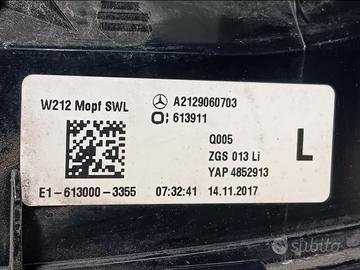 W212 Mopf SWL
A2129060703
613911
Q005
ZGS 013 Li
YAP 4852913
L
E1-613000-3355 07:32:41 14.11.2017
subito